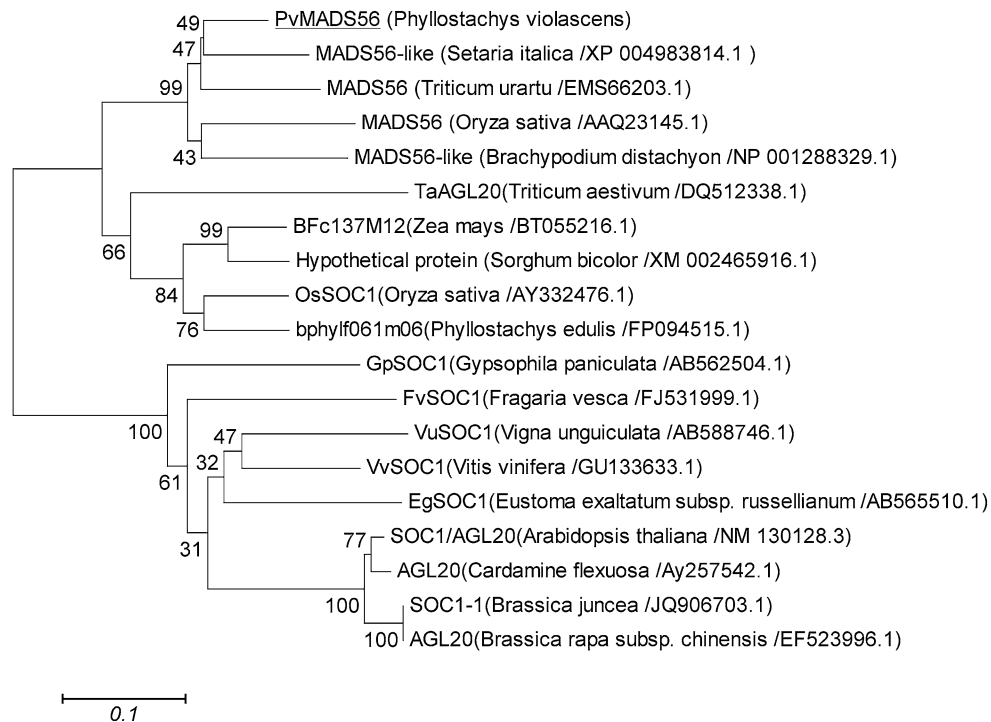 49
PvMADS56 (Phyllostachys violascens)
47
MADS56-like (Setaria italica /XP 004983814.1 )
99
MADS56 (Triticum urartu /EMS66203.1)
MADS56 (Oryza sativa /AAQ23145.1)
43
MADS56-like (Brachypodium distachyon /NP 001288329.1)
TaAGL20(Triticum aestivum /DQ512338.1)
99
BFc137M12(Zea mays /BT055216.1)
66
Hypothetical protein (Sorghum bicolor /XM 002465916.1)
84
OsSOC1(Oryza sativa /AY332476.1)
76
bphylf061m06(Phyllostachys edulis /FP094515.1)
GpSOC1(Gypsophila paniculata /AB562504.1)
FvSOC1(Fragaria vesca /FJ531999.1)
100
47
VuSOC1(Vigna unguiculata /AB588746.1)
32
VvSOC1(Vitis vinifera /GU133633.1)
61
EgSOC1(Eustoma exaltatum subsp. russellianum /AB565510.1)
31
77
SOC1/AGL20(Arabidopsis thaliana /NM 130128.3)
AGL20(Cardamine flexuosa /Ay257542.1)
100
SOC1-1(Brassica juncea /JQ906703.1)
100
AGL20(Brassica rapa subsp. chinensis /EF523996.1)
0.1